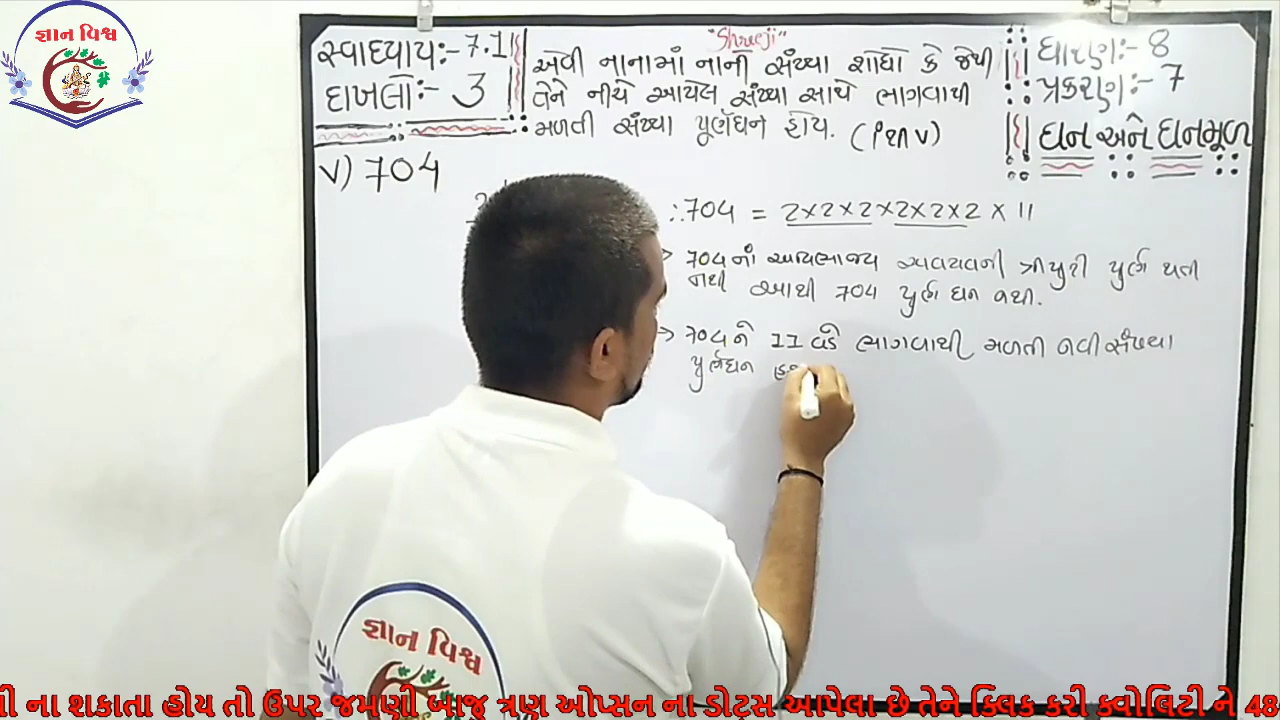 જ્ઞાન વિશ્વ
"Shreeji"
સ્વાધ્યાય:- 7.1
દાખલો:- 3
એવી નાનામાં નાની સંખ્યા શોધો કે જેથી
તેને નીચે આપેલ સંખ્યા સાથે ભાગવાથી
મળતી સંખ્યા પૂર્ણઘન હોય. (1થી V)
ધોરણ:- 8
પ્રકરણ:- 7
ઘન અને ઘનમૂળ
V) 704
2
∴704 = 2×2×2×2×2×2×11
704 નાં અવિભાજ્ય અવયવની ત્રીપુટી પુર્ણ થતી
નથી આથી 704 પુર્ણ ઘન નથી.
704 ને 11 વડે ભાગવાથી મળતી નવી સંખ્યા
પુર્ણઘન
જ્ઞાન વિશ્વ
ી ના શકાતા હોય તો ઉપર જમણી બાજુ ત્રણ ઓપ્સન ના ડોટ્સ આપેલા છે તેને ક્લિક કરી ક્વોલિટી ને 48